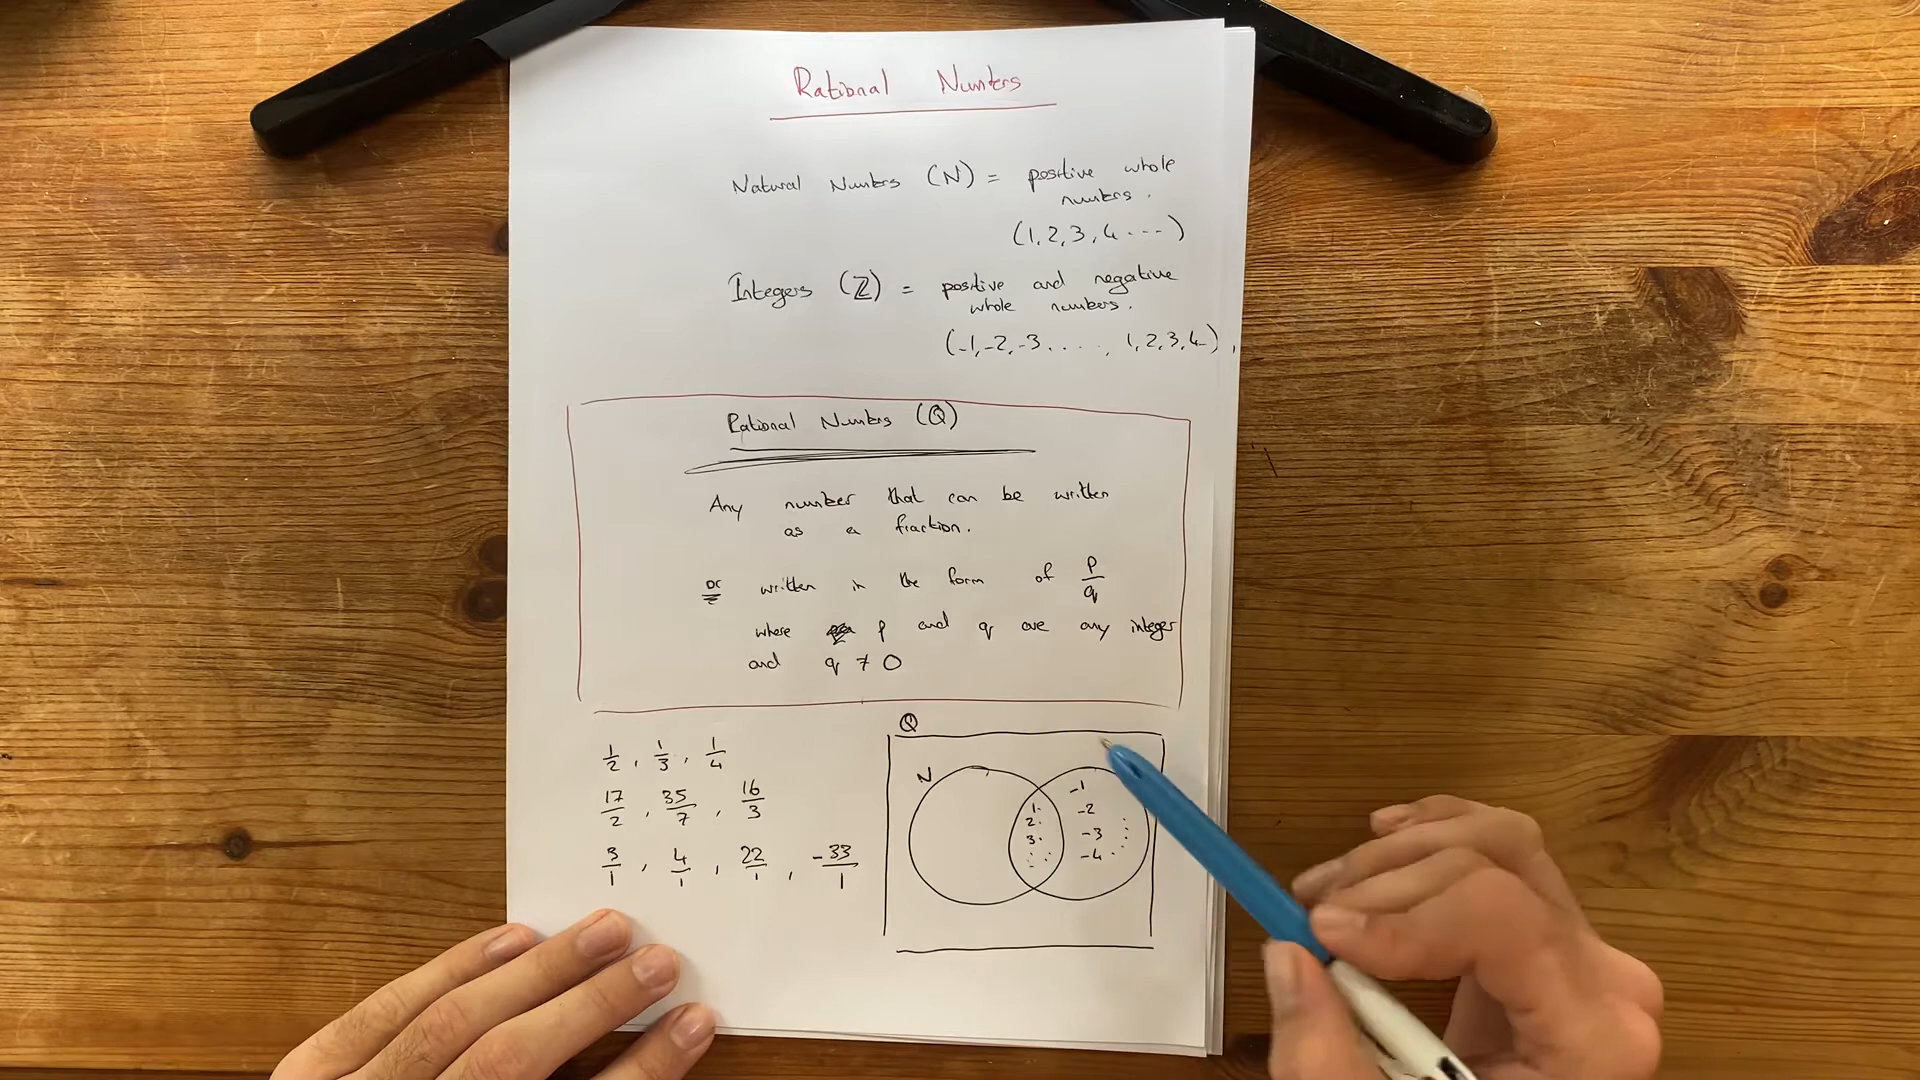 Rational Numbers
Natural Numbers (N) = positive whole
numbers.
(1, 2, 3, 4 ....)
Integers (ℤ) = positive and negative
whole numbers.
(-1, -2, -3 ....., 1, 2, 3, 4)
Rational Numbers (Q)
Any number that can be written
as a fraction.
or written in the form of p/q
where p and q are any integer
and q ≠ 0
1/2, 1/3, 1/4
17/2, 35/7, 16/3
3/1, 4/1, 22/1, -33/1
Q
N
1.
2.
3.
-1
-2
-3
-4